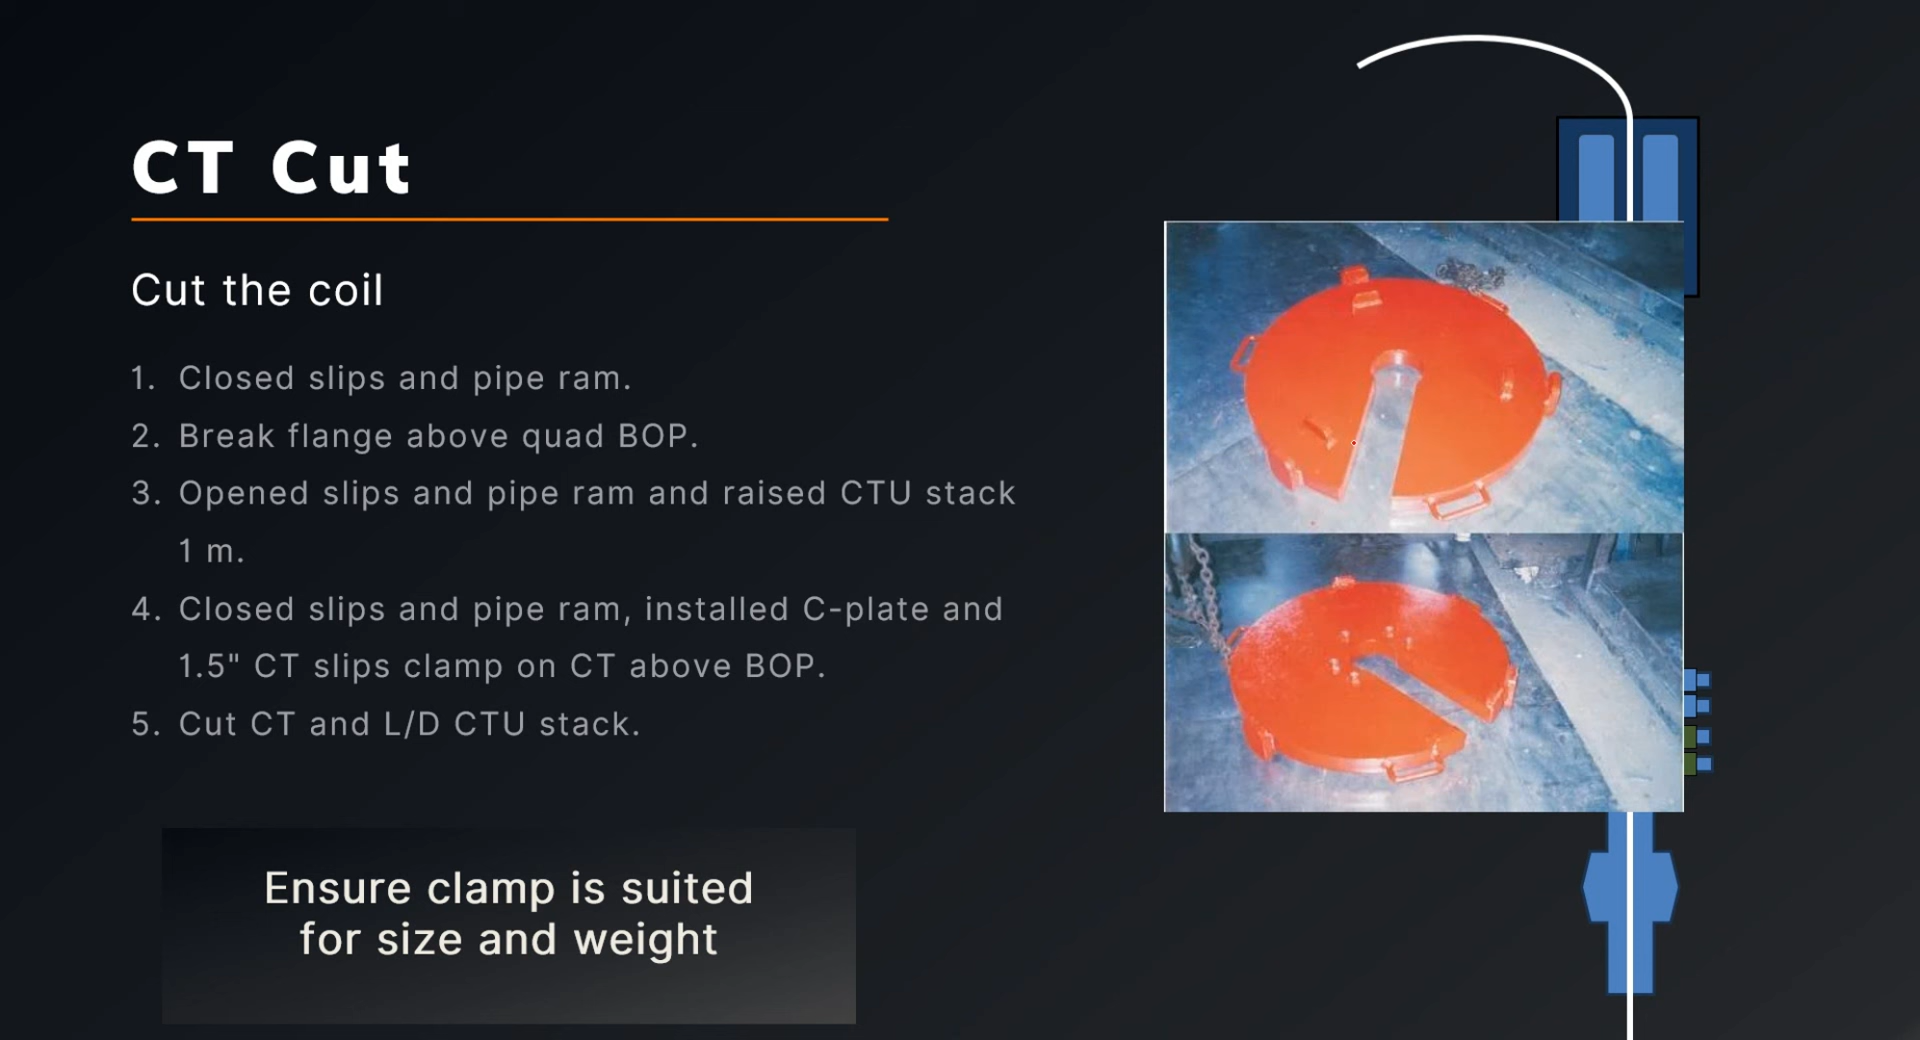 CT Cut
Cut the coil
1. Closed slips and pipe ram.
2. Break flange above quad BOP.
3. Opened slips and pipe ram and raised CTU stack
1 m.
4. Closed slips and pipe ram, installed C-plate and
1.5" CT slips clamp on CT above BOP.
5. Cut CT and L/D CTU stack.
Ensure clamp is suited
for size and weight